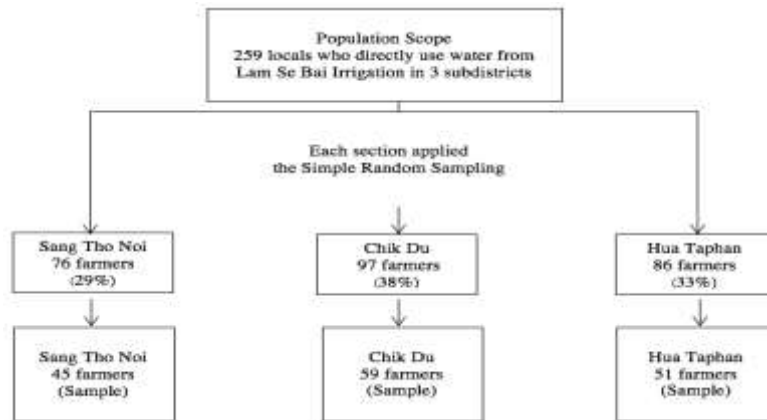 Population Scope
259 locals who directly use water from
Lam Se Bai Irrigation in 3 subdistricts
Each section applied
the Simple Random Sampling
Sang Tho Noi
76 farmers
(29%)
Chik Du
97 farmers
(38%)
Hua Taphan
86 farmers
(33%)
Sang Tho Noi
45 farmers
(Sample)
Chik Du
59 farmers
(Sample)
Hua Taphan
51 farmers
(Sample)